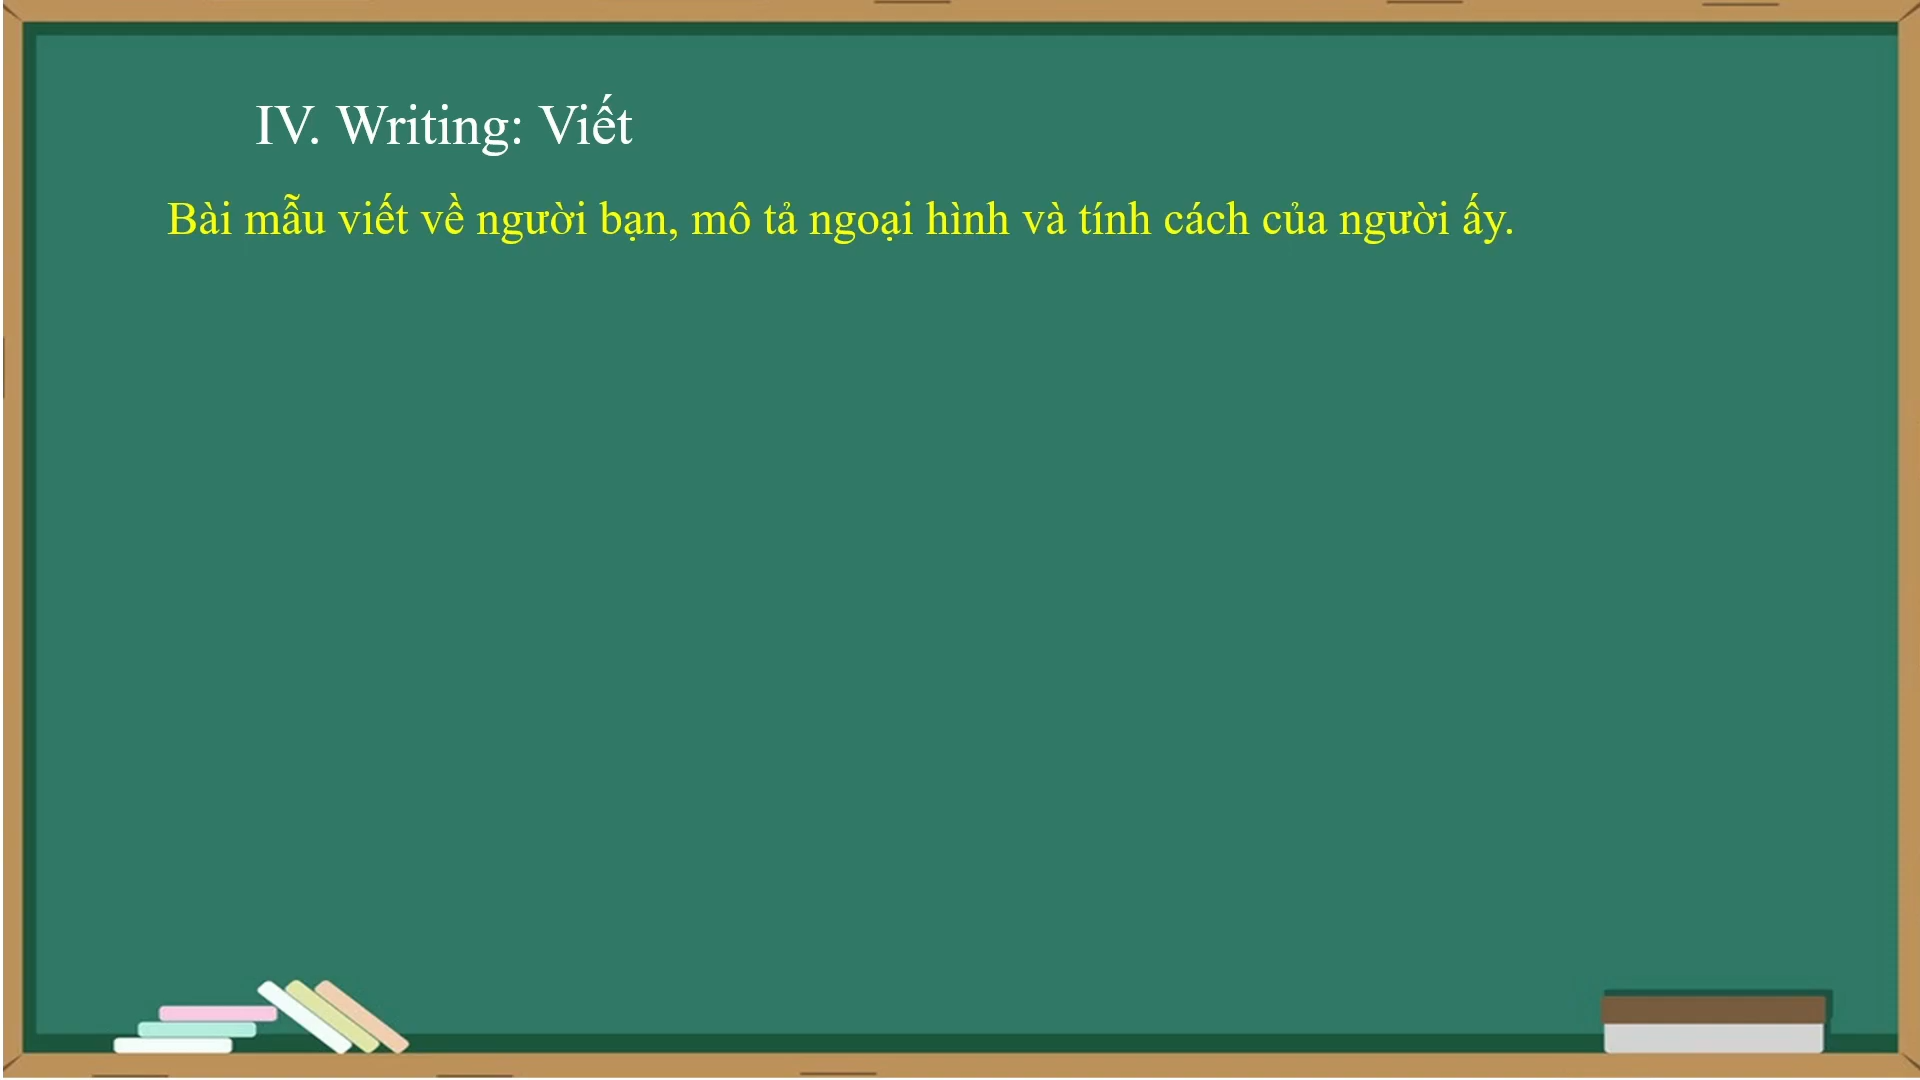 IV. Writing: Viết
Bài mẫu viết về người bạn, mô tả ngoại hình và tính cách của người ấy.